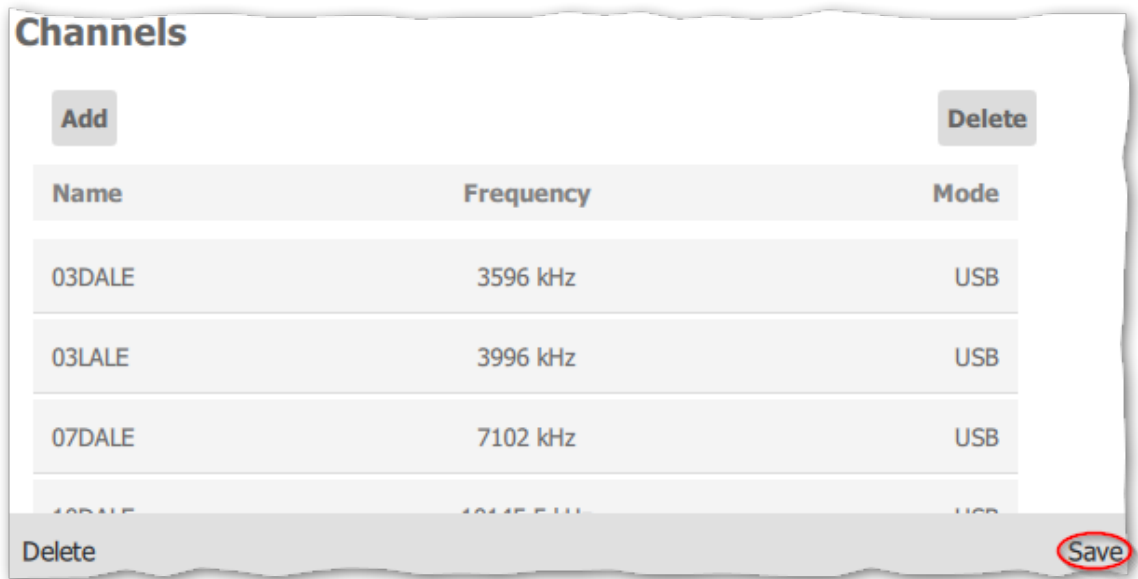 Channels
Add Delete
Name Frequency Mode
03DALE 3596 kHz USB
03LALE 3996 kHz USB
07DALE 7102 kHz USB
Delete Save